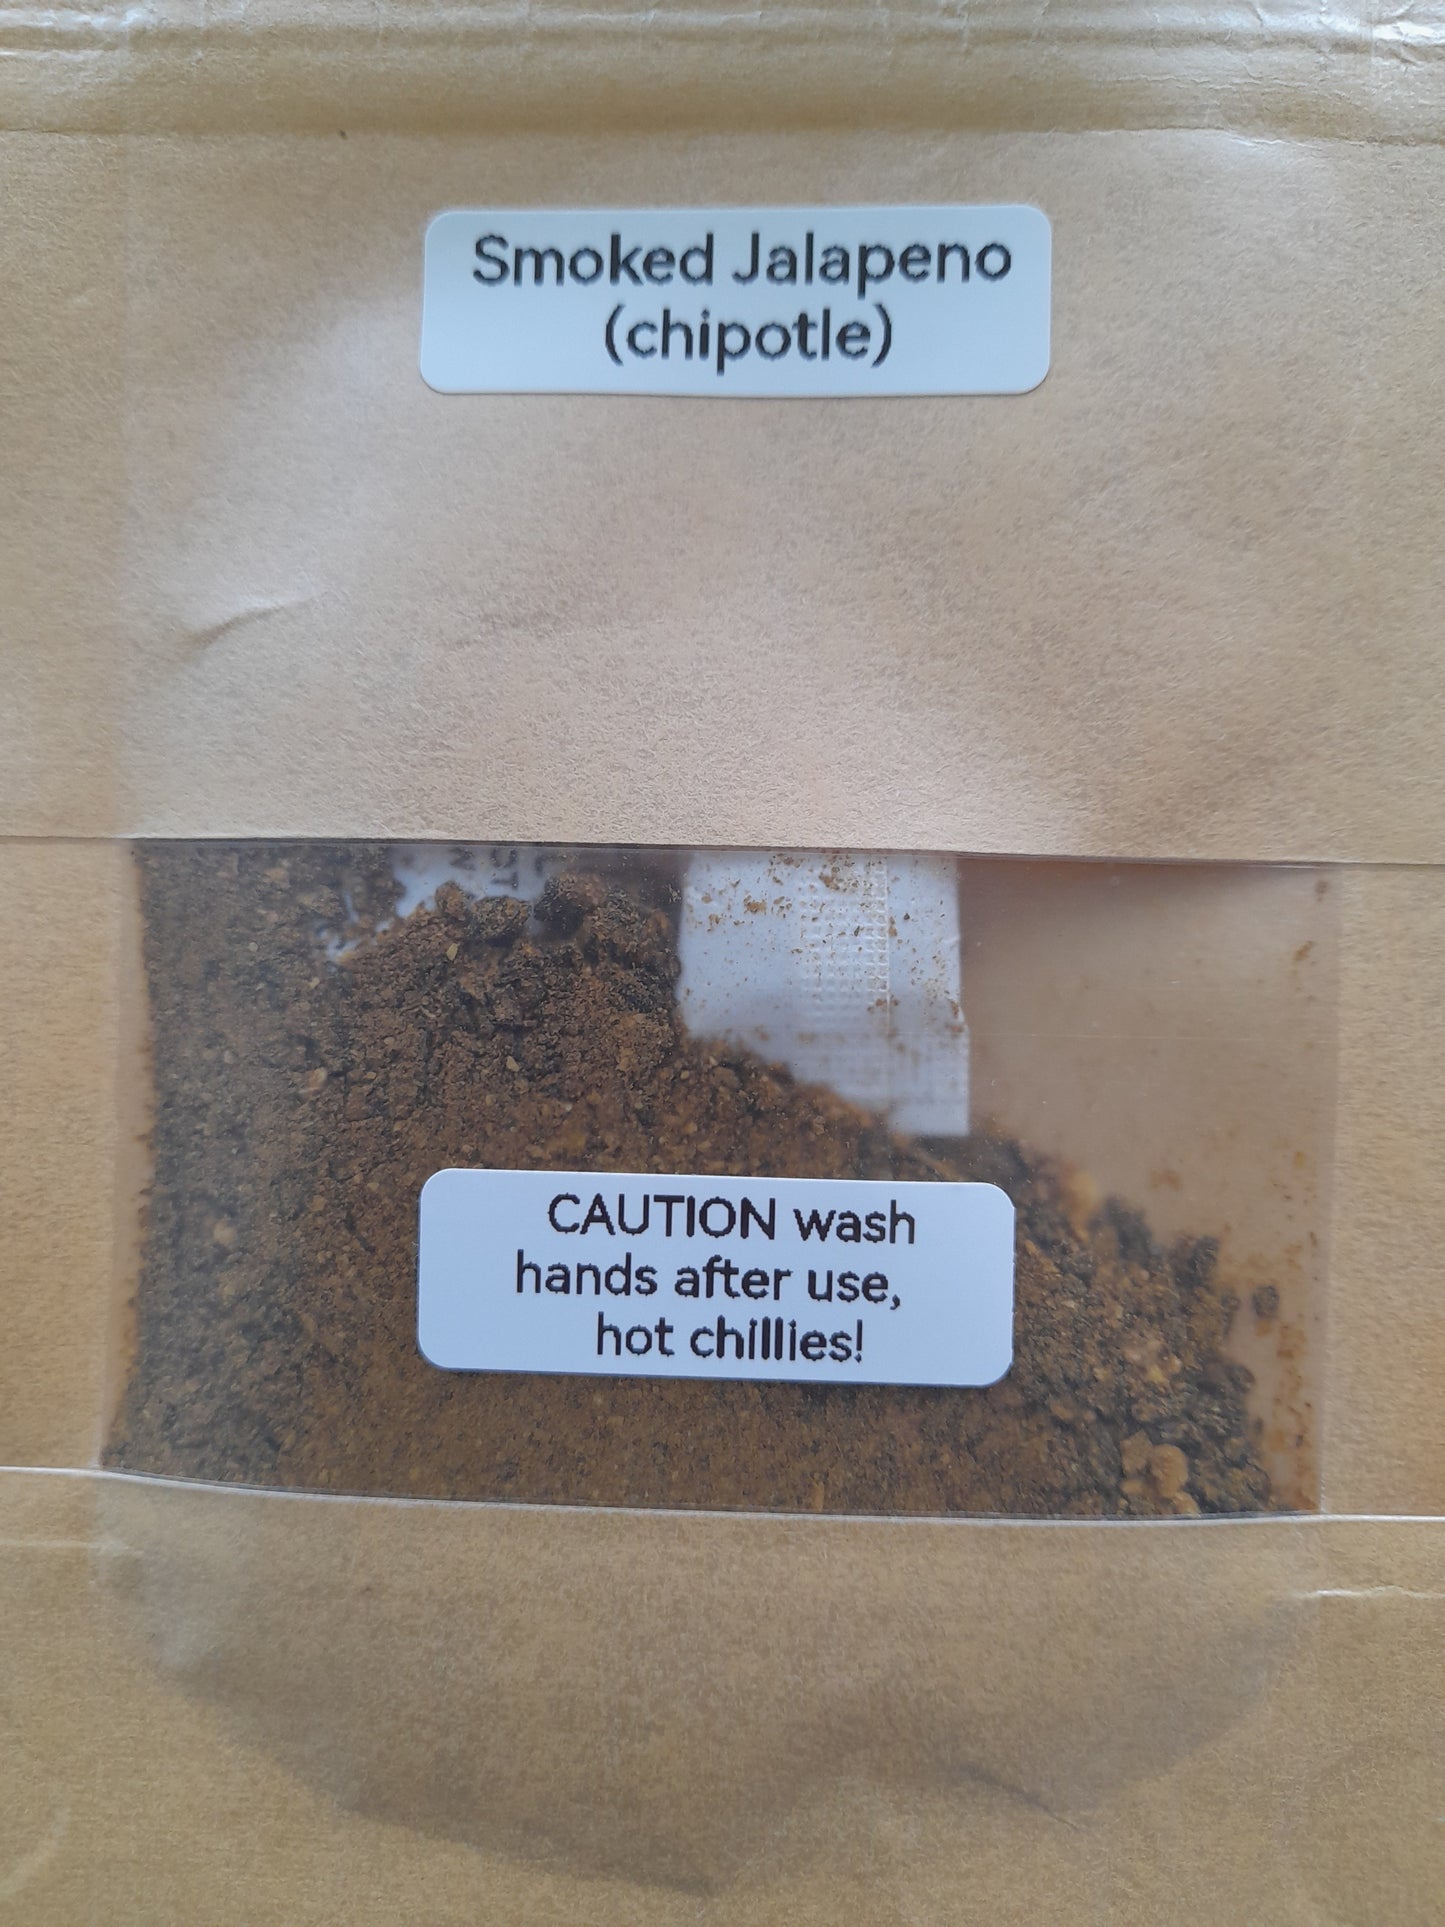 Smoked Jalapeno
(chipotle)
CAUTION wash
hands after use,
hot chillies!